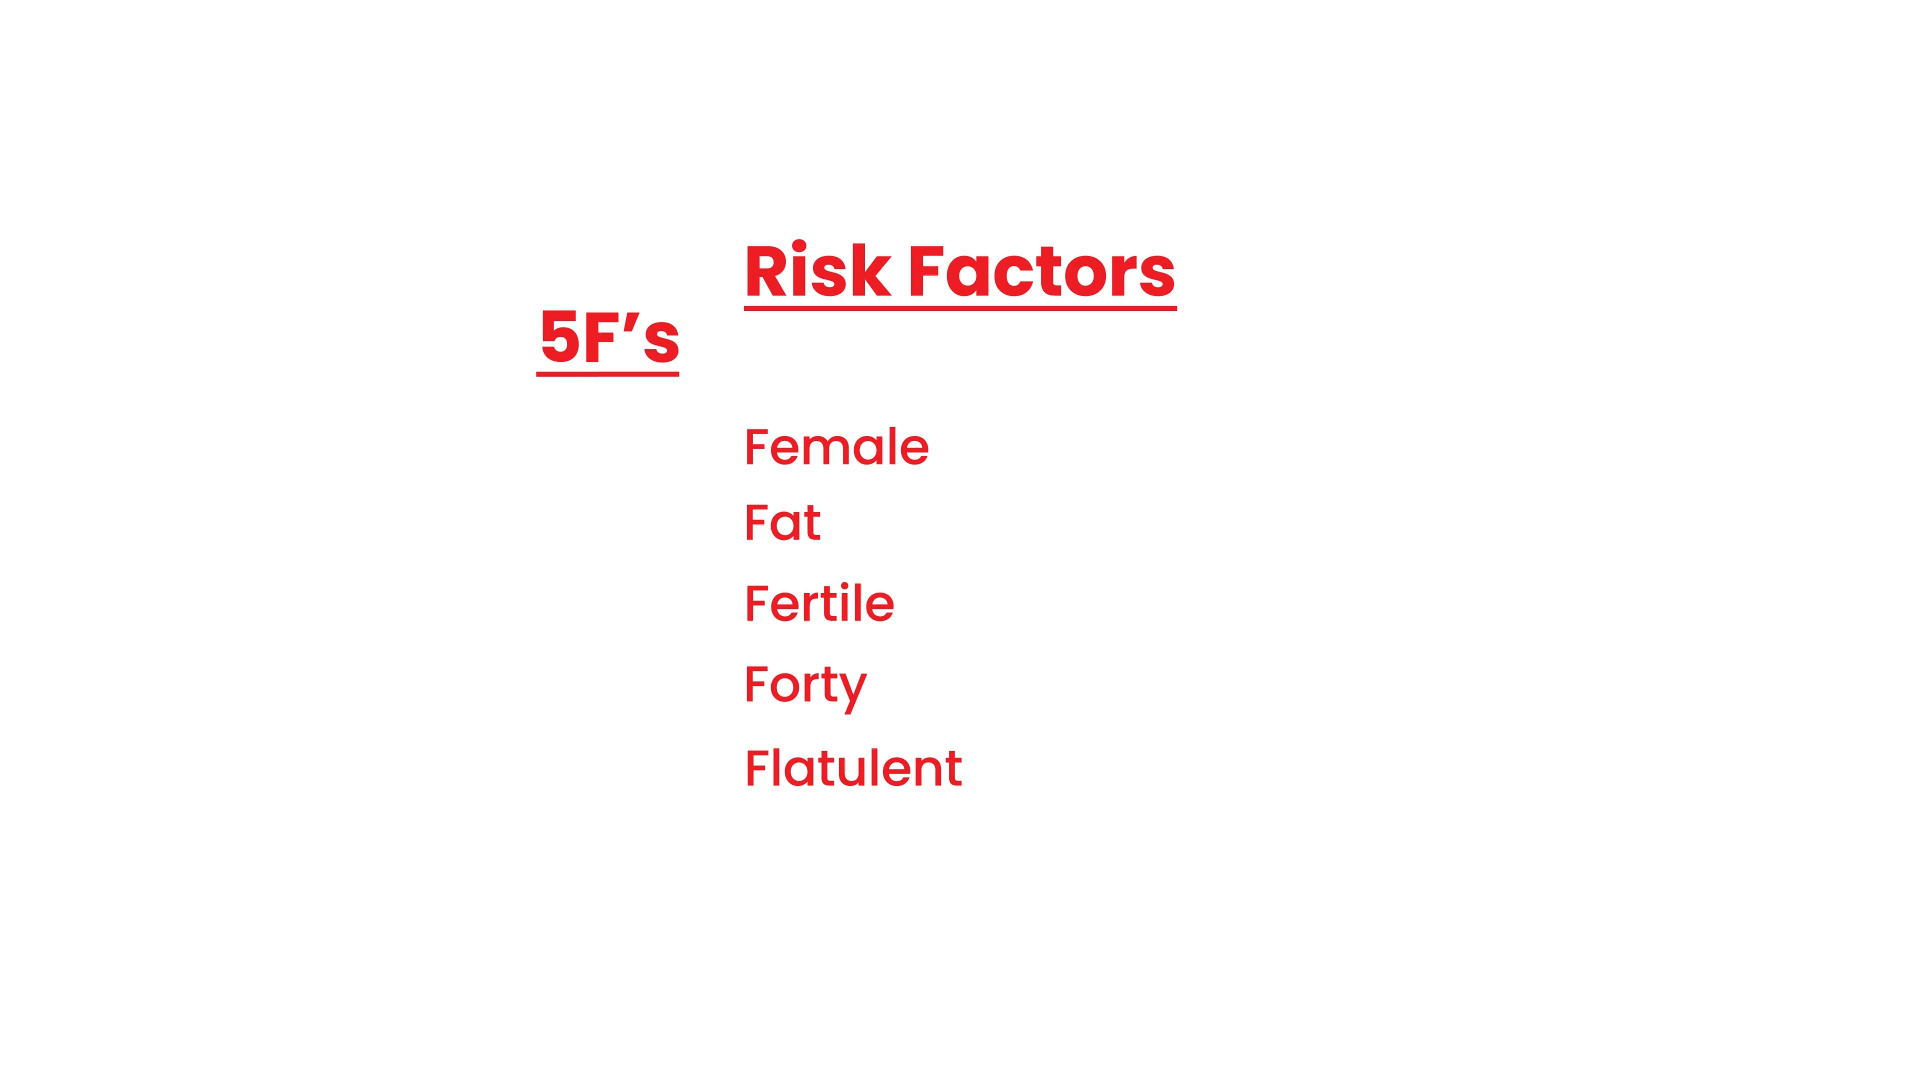 Risk Factors
5F’s
Female
Fat
Fertile
Forty
Flatulent